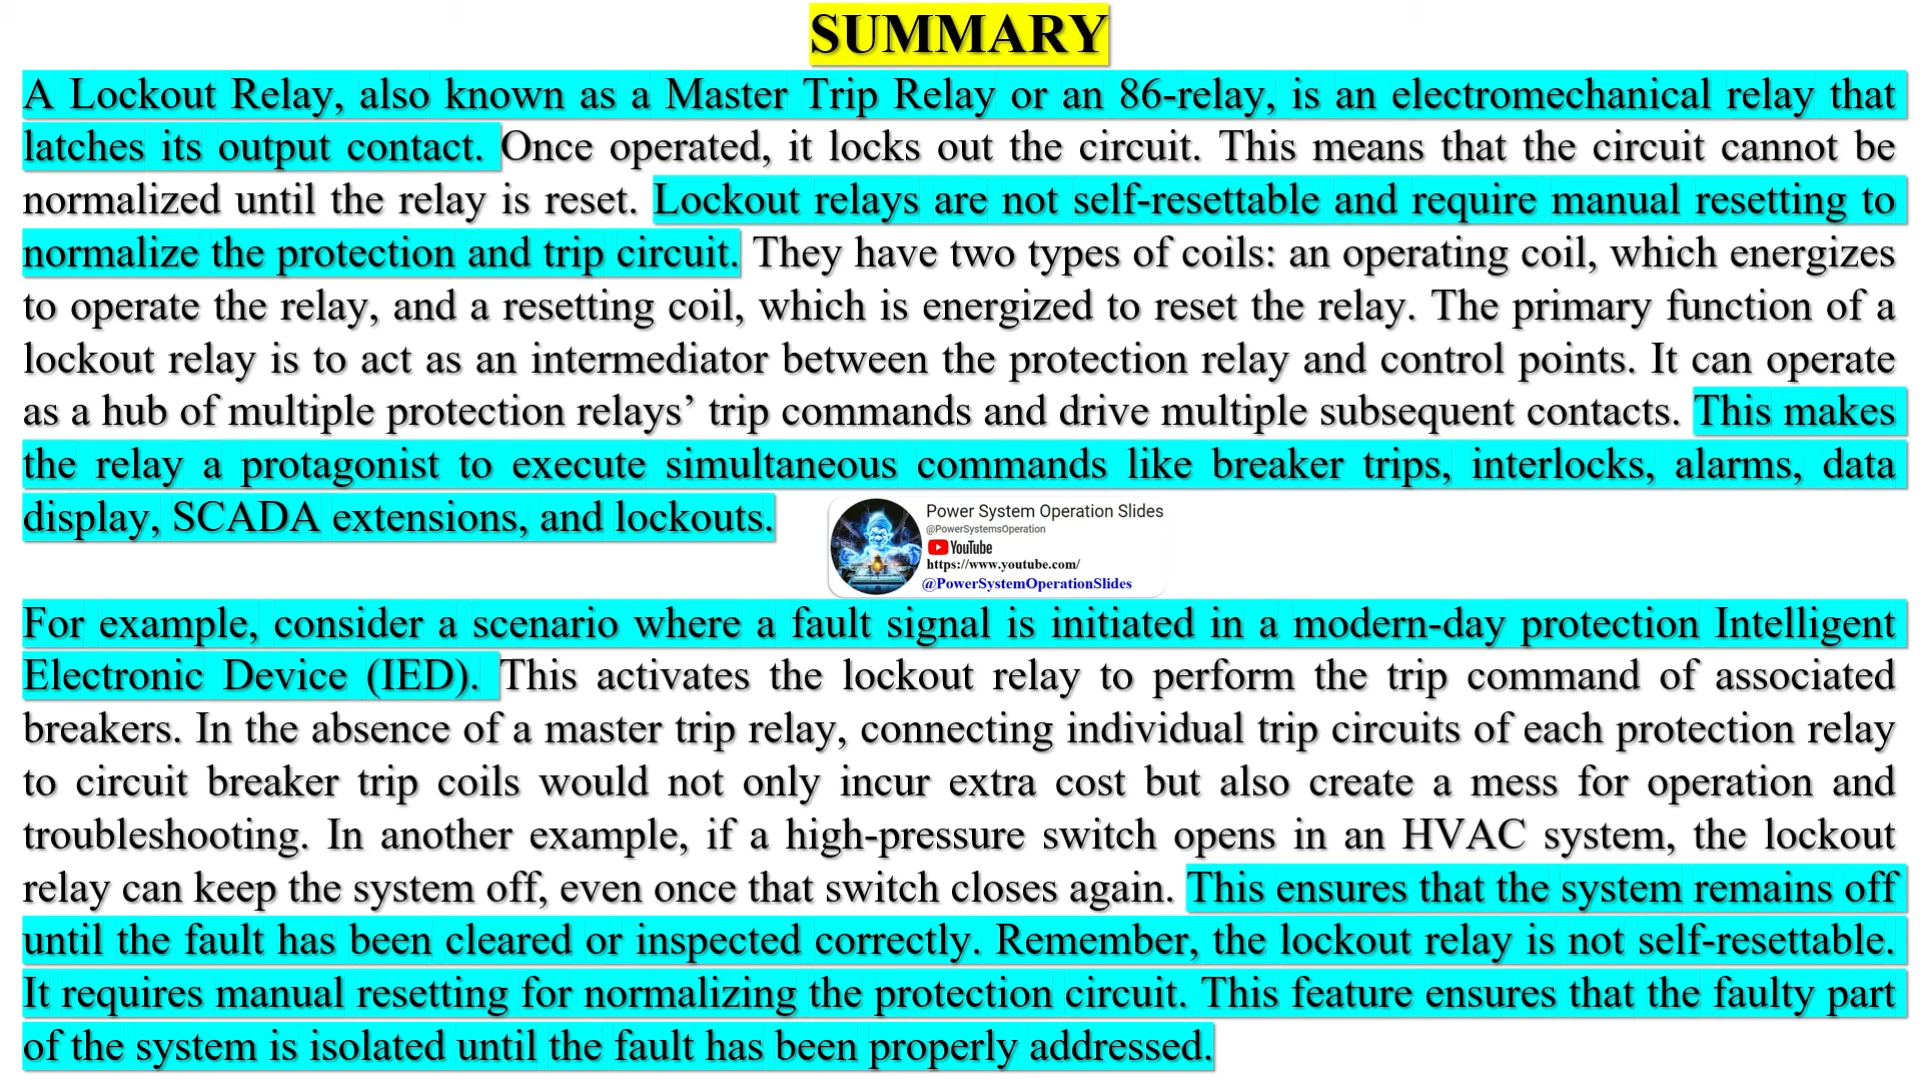 SUMMARY
A Lockout Relay, also known as a Master Trip Relay or an 86-relay, is an electromechanical relay that
latches its output contact. Once operated, it locks out the circuit. This means that the circuit cannot be
normalized until the relay is reset. Lockout relays are not self-resettable and require manual resetting to
normalize the protection and trip circuit. They have two types of coils: an operating coil, which energizes
to operate the relay, and a resetting coil, which is energized to reset the relay. The primary function of a
lockout relay is to act as an intermediator between the protection relay and control points. It can operate
as a hub of multiple protection relays’ trip commands and drive multiple subsequent contacts. This makes
the relay a protagonist to execute simultaneous commands like breaker trips, interlocks, alarms, data
display, SCADA extensions, and lockouts.
Power System Operation Slides
@PowerSystemsOperation
YouTube
https://www.youtube.com/
@PowerSystemOperationSlides
For example, consider a scenario where a fault signal is initiated in a modern-day protection Intelligent
Electronic Device (IED). This activates the lockout relay to perform the trip command of associated
breakers. In the absence of a master trip relay, connecting individual trip circuits of each protection relay
to circuit breaker trip coils would not only incur extra cost but also create a mess for operation and
troubleshooting. In another example, if a high-pressure switch opens in an HVAC system, the lockout
relay can keep the system off, even once that switch closes again. This ensures that the system remains off
until the fault has been cleared or inspected correctly. Remember, the lockout relay is not self-resettable.
It requires manual resetting for normalizing the protection circuit. This feature ensures that the faulty part
of the system is isolated until the fault has been properly addressed.